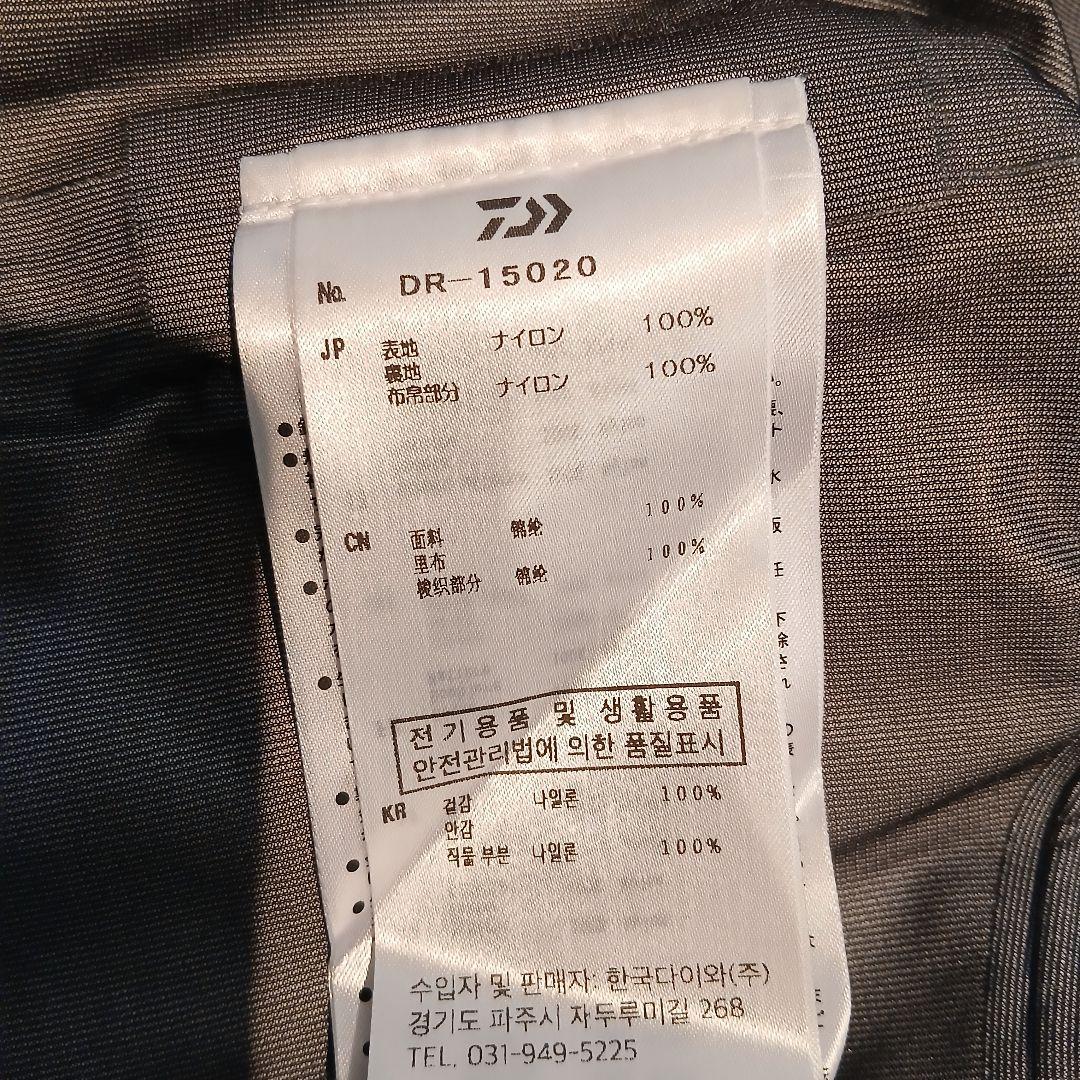 No. DR-15020
JP 表地 ナイロン 100%
裏地
布帛部分 ナイロン 100%
CN 面料 锦纶 100%
里布
梭织部分 锦纶 100%
전기용품 및 생활용품
안전관리법에 의한 품질표시
KR 겉감 나일론 100%
안감
직물 부분 나일론 100%
수입자 및 판매자: 한국다이와(주)
경기도 파주시 자두루미길 268
TEL. 031-949-5225